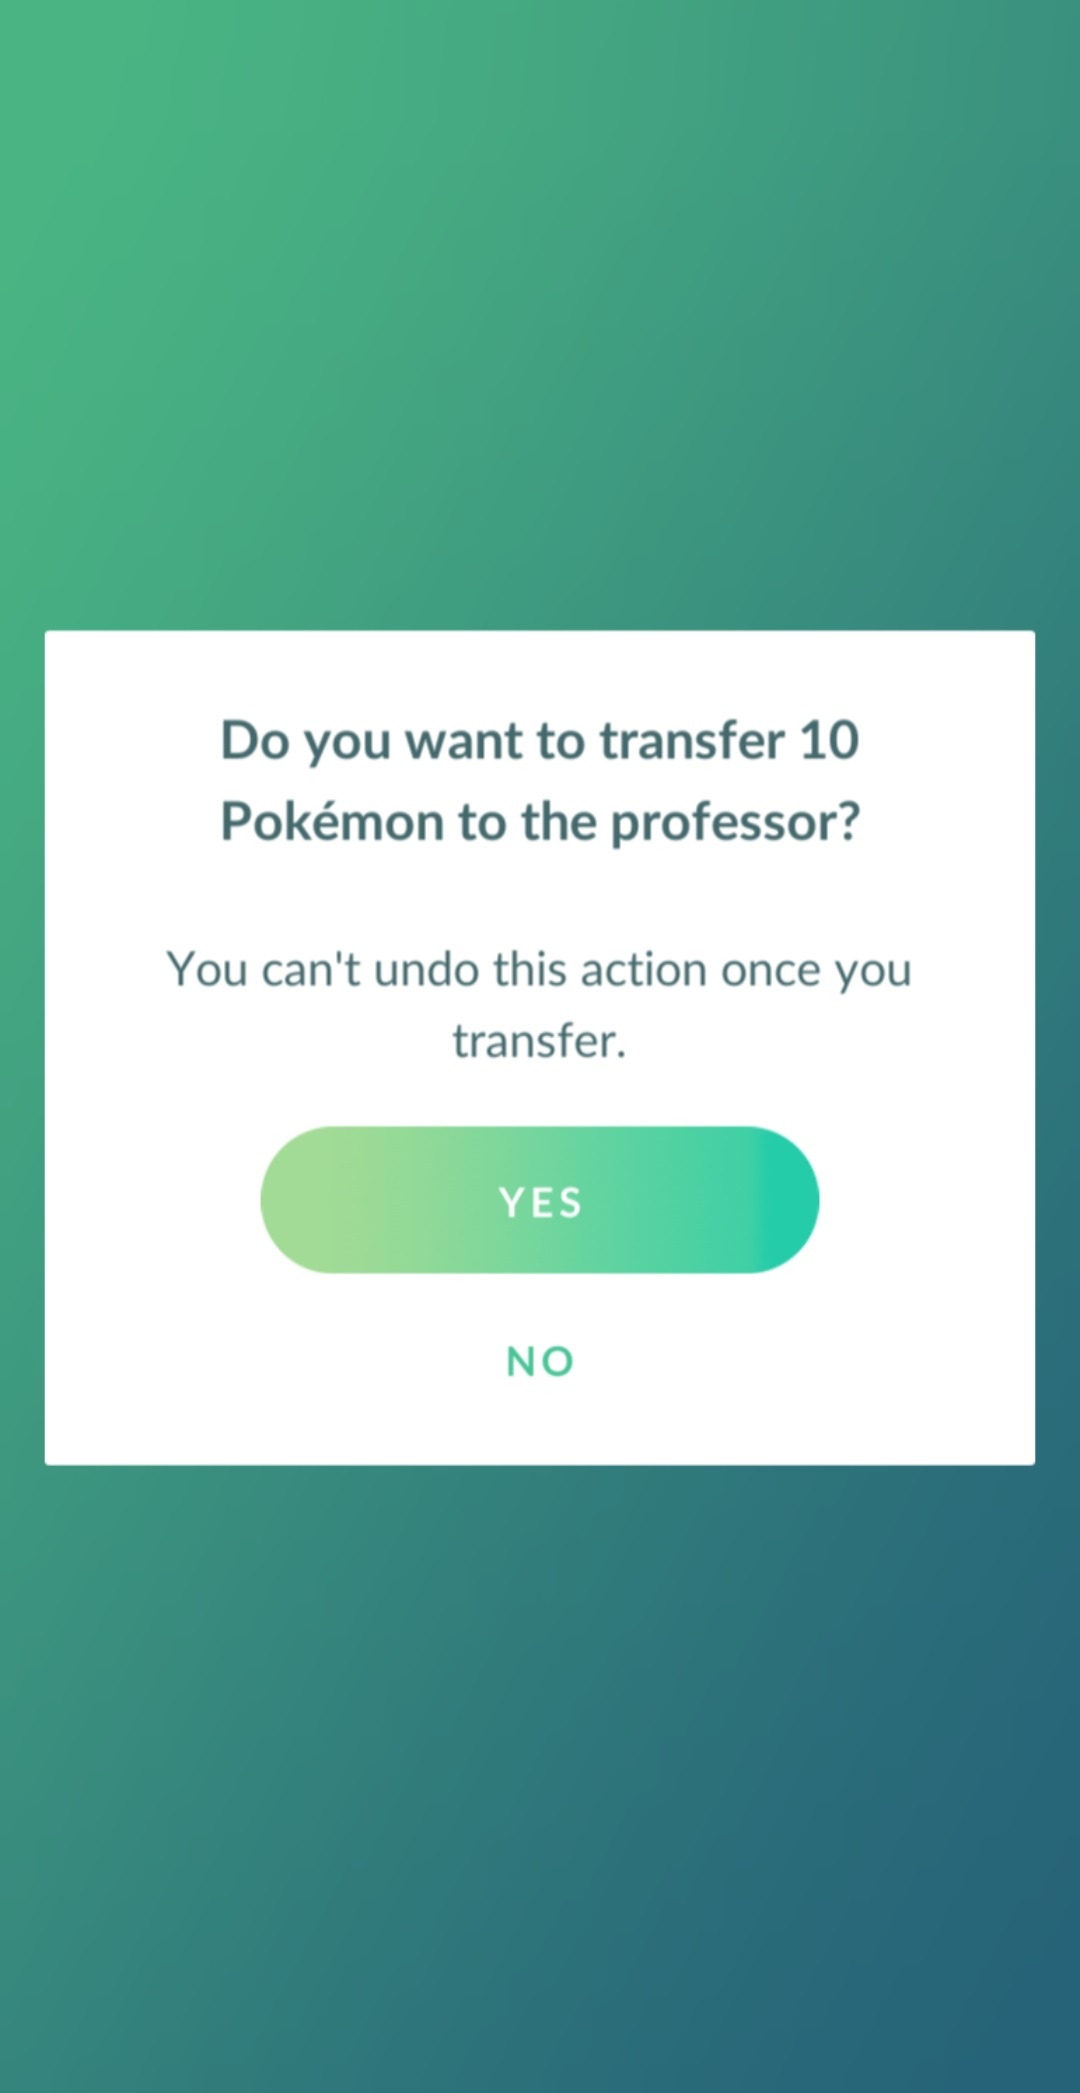 Do you want to transfer 10
Pokémon to the professor?
You can't undo this action once you
transfer.
YES
NO